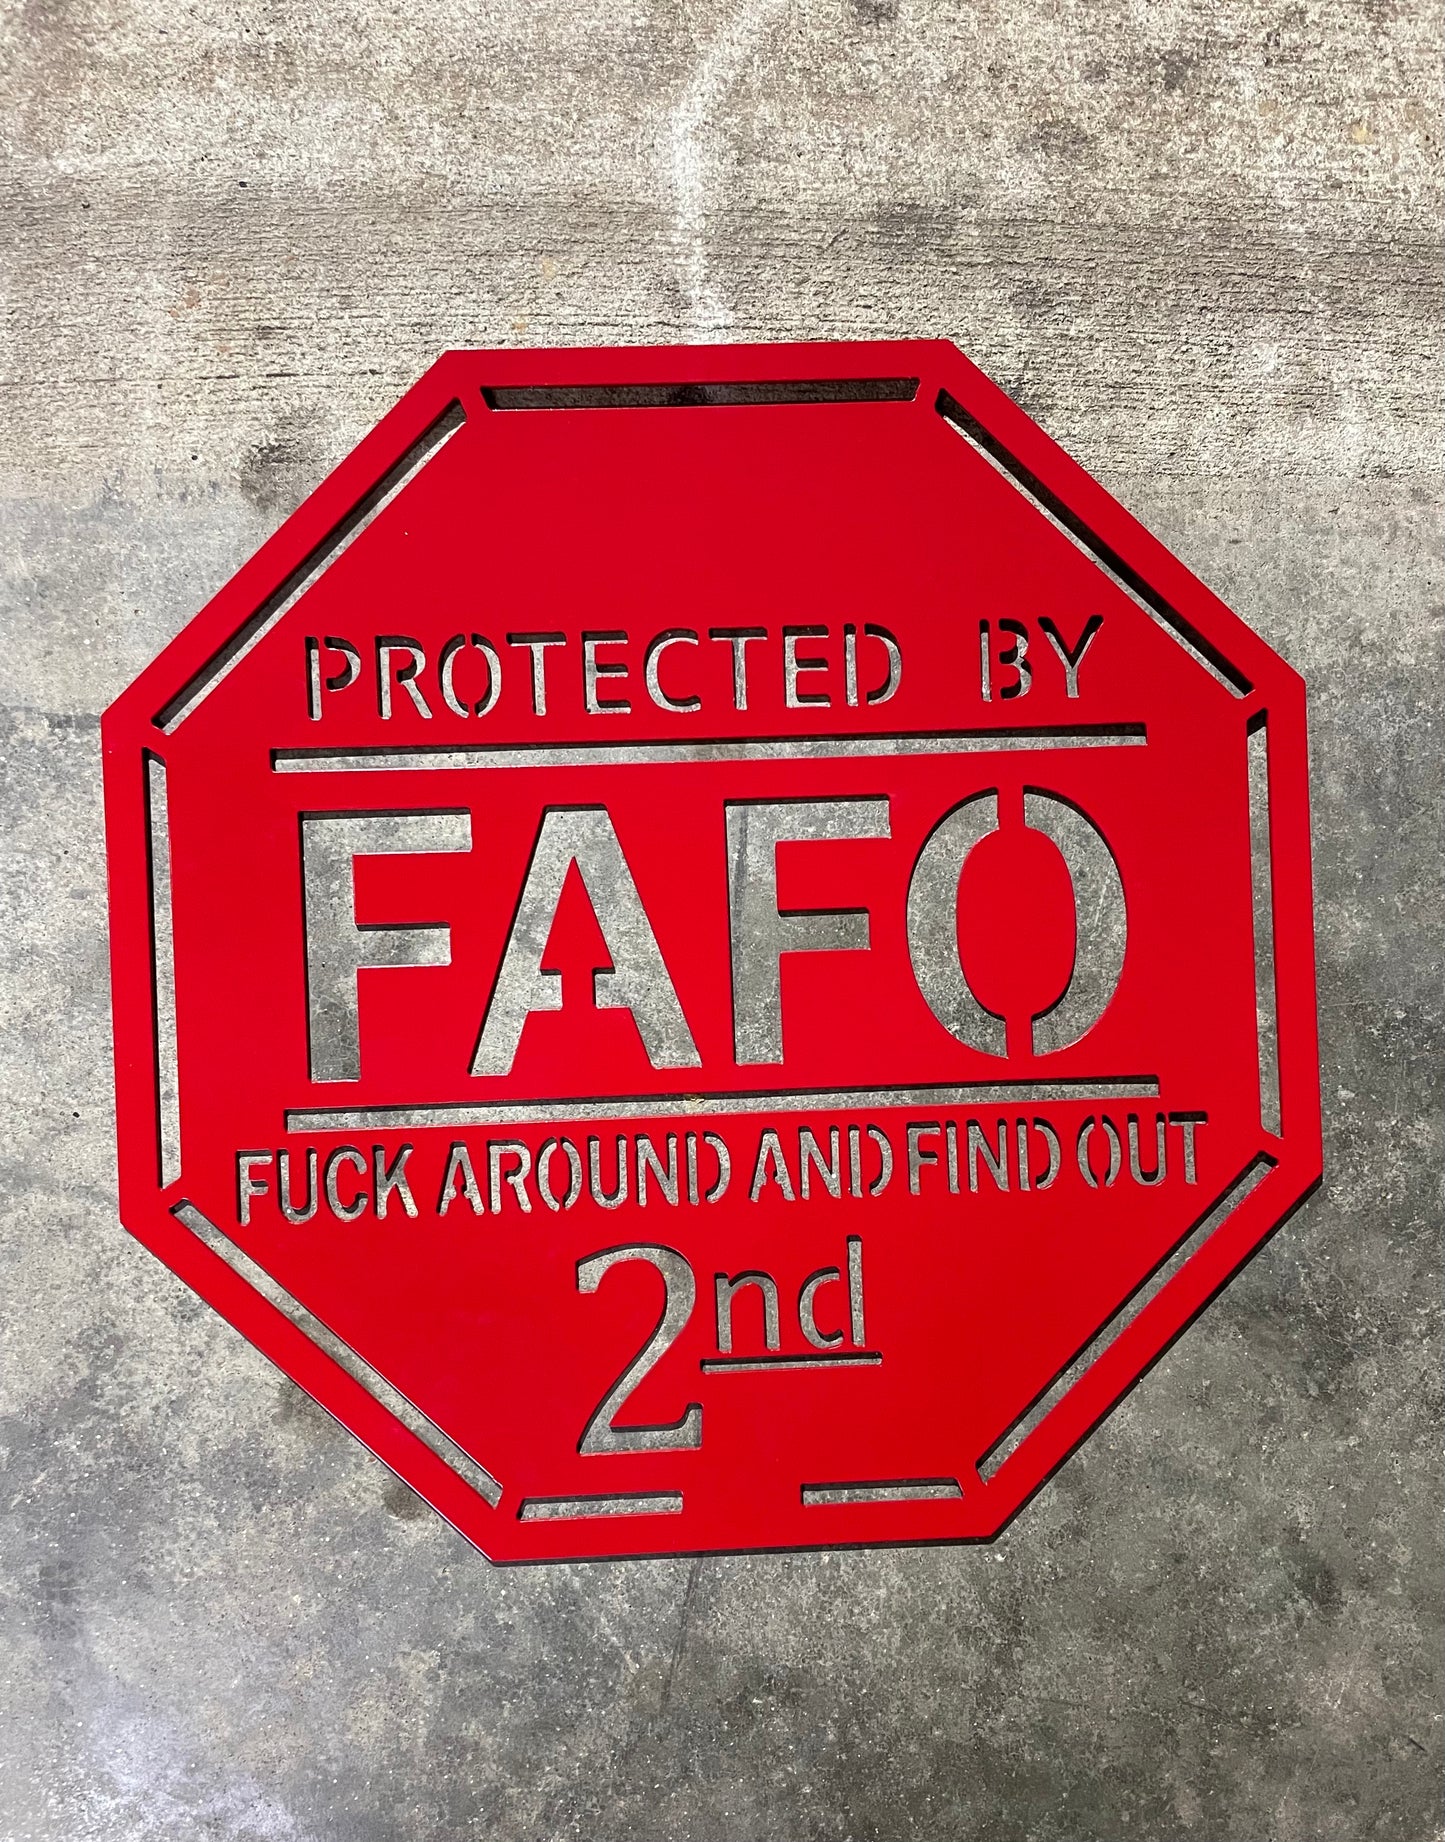 PROTECTED BY
FAFO
FUCK AROUND AND FIND OUT
2nd